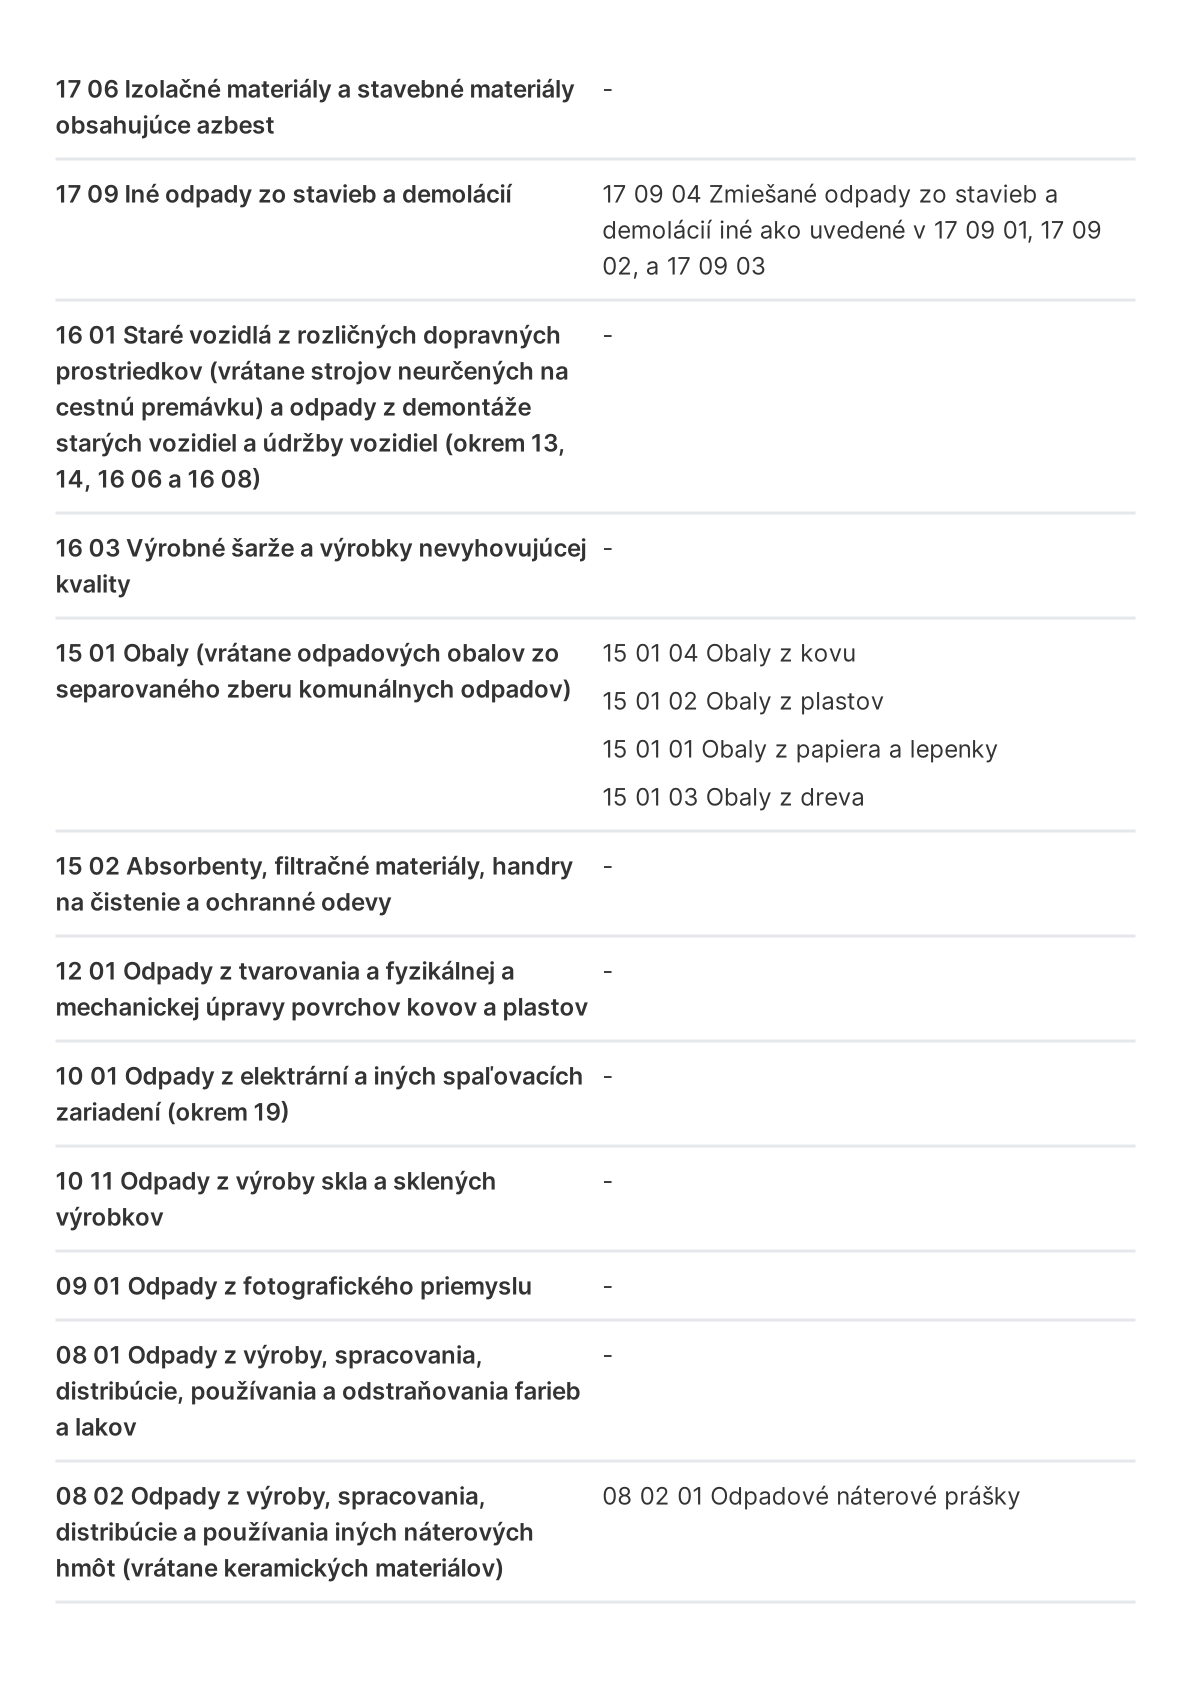 17 06 Izolačné materiály a stavebné materiály -
obsahujúce azbest
17 09 Iné odpady zo stavieb a demolácií 17 09 04 Zmiešané odpady zo stavieb a
demolácií iné ako uvedené v 17 09 01, 17 09
02, a 17 09 03
16 01 Staré vozidlá z rozličných dopravných -
prostriedkov (vrátane strojov neurčených na
cestnú premávku) a odpady z demontáže
starých vozidiel a údržby vozidiel (okrem 13,
14, 16 06 a 16 08)
16 03 Výrobné šarže a výrobky nevyhovujúcej -
kvality
15 01 Obaly (vrátane odpadových obalov zo 15 01 04 Obaly z kovu
separovaného zberu komunálnych odpadov)
15 01 02 Obaly z plastov
15 01 01 Obaly z papiera a lepenky
15 01 03 Obaly z dreva
15 02 Absorbenty, filtračné materiály, handry -
na čistenie a ochranné odevy
12 01 Odpady z tvarovania a fyzikálnej a -
mechanickej úpravy povrchov kovov a plastov
10 01 Odpady z elektrární a iných spaľovacích -
zariadení (okrem 19)
10 11 Odpady z výroby skla a sklených -
výrobkov
09 01 Odpady z fotografického priemyslu -
08 01 Odpady z výroby, spracovania, -
distribúcie, používania a odstraňovania farieb
a lakov
08 02 Odpady z výroby, spracovania, 08 02 01 Odpadové náterové prášky
distribúcie a používania iných náterových
hmôt (vrátane keramických materiálov)